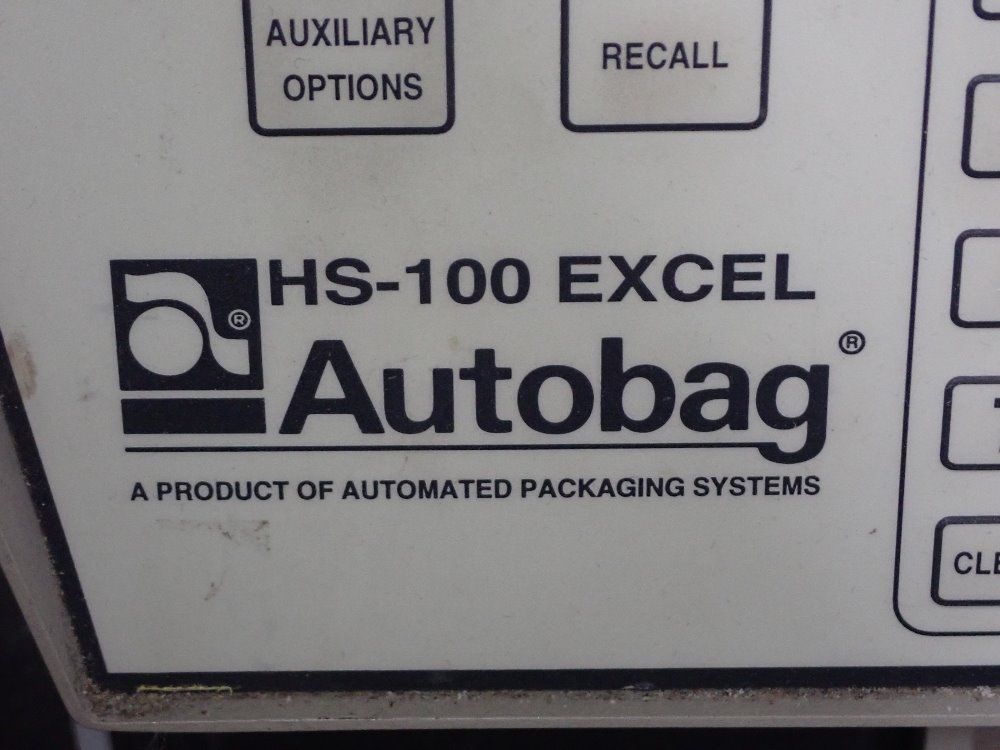 AUXILIARY
OPTIONS
RECALL
HS-100 EXCEL
®
Autobag®
A PRODUCT OF AUTOMATED PACKAGING SYSTEMS